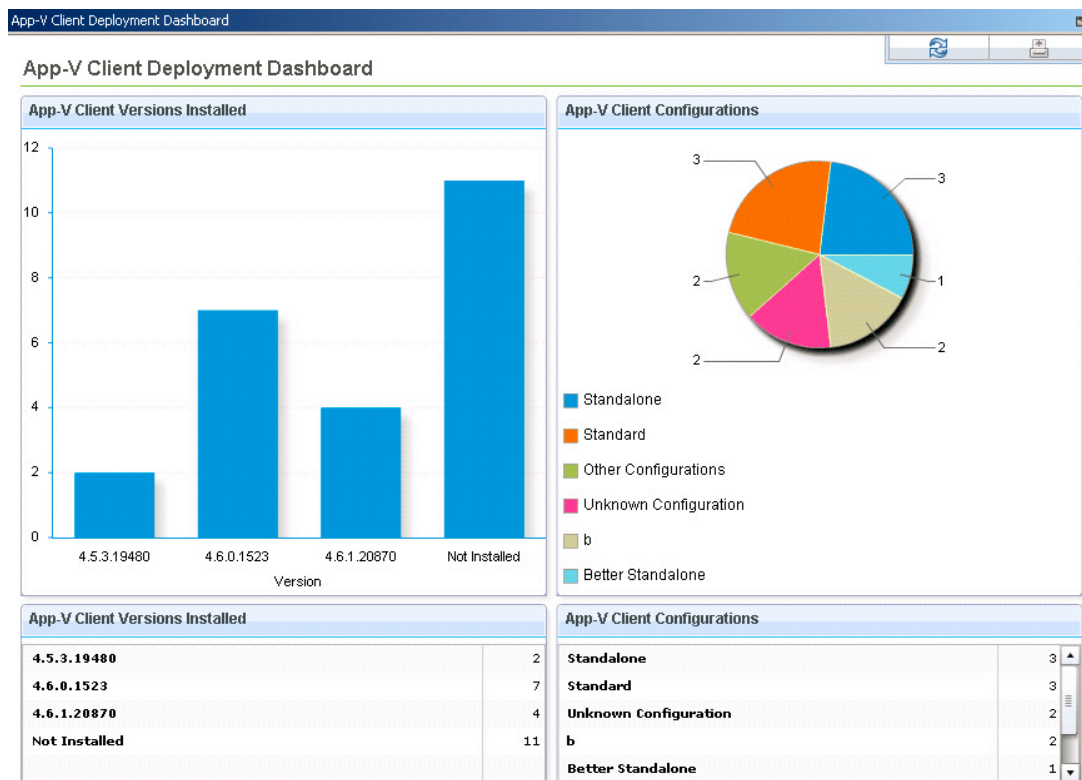 App-V Client Deployment Dashboard
App-V Client Deployment Dashboard
App-V Client Versions Installed
12
10
8
6
4
2
0
4.5.3.19480
4.6.0.1523
4.6.1.20870
Not Installed
Version
App-V Client Configurations
3
3
2
1
2
2
Standalone
Standard
Other Configurations
Unknown Configuration
b
Better Standalone
App-V Client Versions Installed
4.5.3.19480 2
4.6.0.1523 7
4.6.1.20870 4
Not Installed 11
App-V Client Configurations
Standalone 3
Standard 3
Unknown Configuration 2
b 2
Better Standalone 1